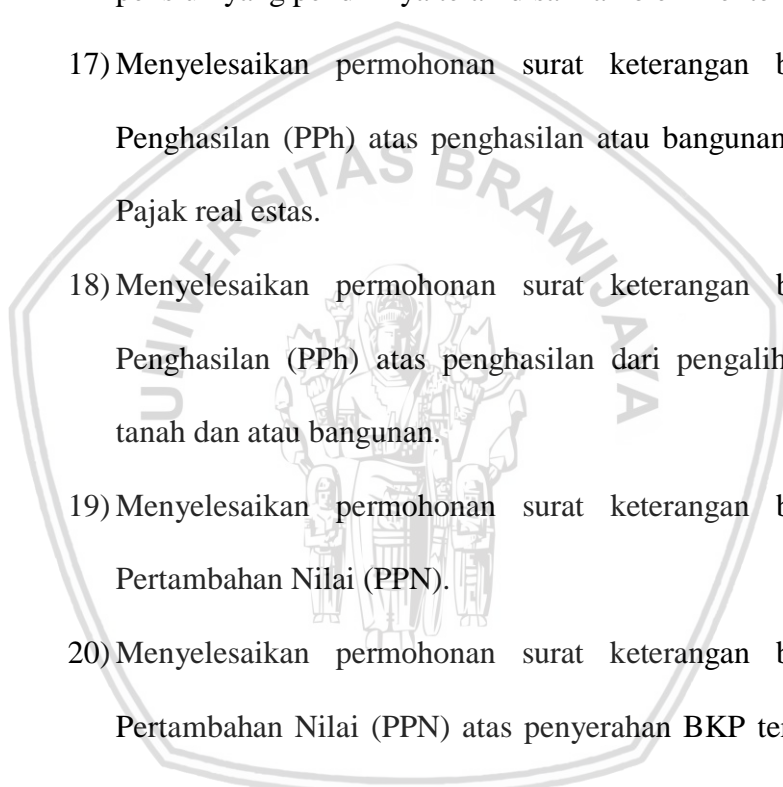 17) Menyelesaikan permohonan surat keterangan
Penghasilan (PPh) atas penghasilan atau bangunan
Pajak real estas.
18) Menyelesaikan permohonan surat keterangan
Penghasilan (PPh) atas penghasilan dari
tanah dan atau bangunan.
19) Menyelesaikan permohonan surat keterangan
Pertambahan Nilai (PPN).
20) Menyelesaikan permohonan surat keterangan
Pertambahan Nilai (PPN) atas penyerahan BKP
UNIVERSITAS BRAWIJAYA